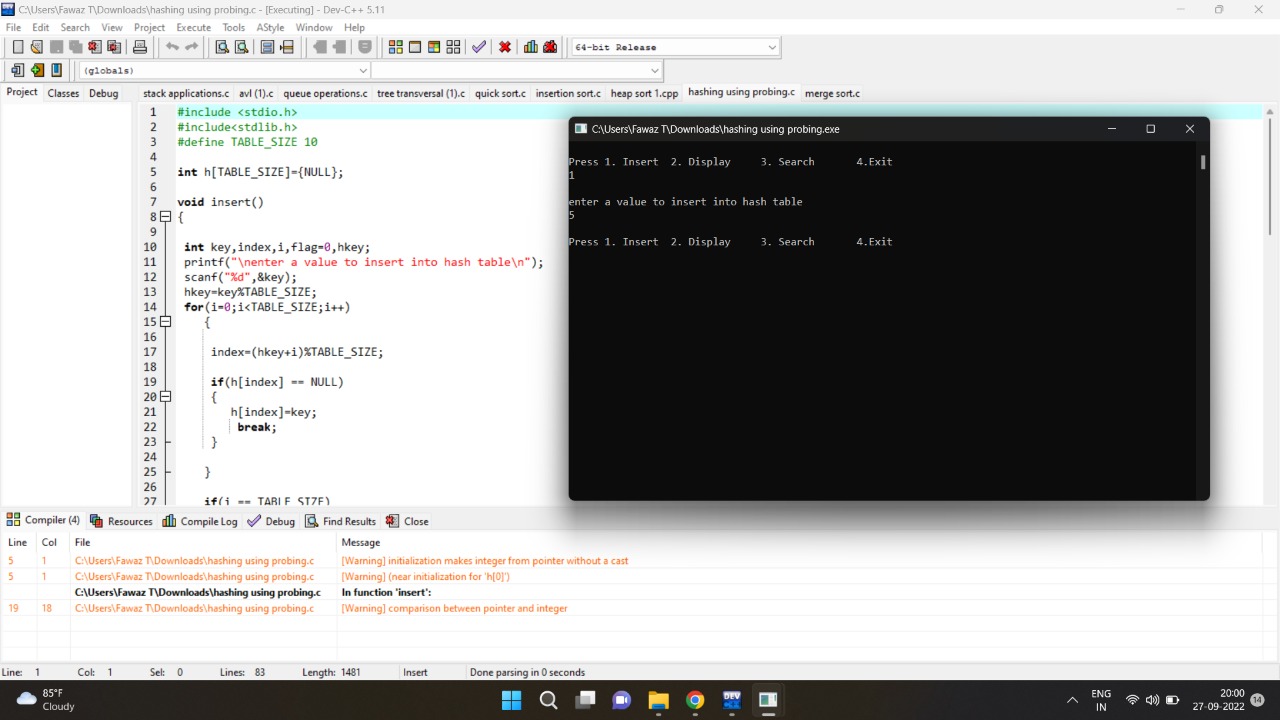 C:\Users\Fawaz T\Downloads\hashing using probing.c - [Executing] - Dev-C++ 5.11
File Edit Search View Project Execute Tools AStyle Window Help
64-bit Release
(globals)
Project Classes Debug
stack applications.c avl (1).c queue operations.c tree transversal (1).c quick sort.c insertion sort.c heap sort 1.cpp hashing using probing.c merge sort.c
1 #include <stdio.h>
2 #include<stdlib.h>
3 #define TABLE_SIZE 10
4
5 int h[TABLE_SIZE]={NULL};
6
7 void insert()
8 {
9
10 int key,index,i,flag=0,hkey;
11 printf("\nenter a value to insert into hash table\n");
12 scanf("%d",&key);
13 hkey=key%TABLE_SIZE;
14 for(i=0;i<TABLE_SIZE;i++)
15 {
16
17 index=(hkey+i)%TABLE_SIZE;
18
19 if(h[index] == NULL)
20 {
21 h[index]=key;
22 break;
23 }
24
25 }
26
27 if(i == TABLE_SIZE)
C:\Users\Fawaz T\Downloads\hashing using probing.exe
Press 1. Insert 2. Display 3. Search 4.Exit
1
enter a value to insert into hash table
5
Press 1. Insert 2. Display 3. Search 4.Exit
Compiler (4) Resources Compile Log Debug Find Results Close
Line Col File Message
5 1 C:\Users\Fawaz T\Downloads\hashing using probing.c [Warning] initialization makes integer from pointer without a cast
5 1 C:\Users\Fawaz T\Downloads\hashing using probing.c [Warning] (near initialization for 'h[0]')
C:\Users\Fawaz T\Downloads\hashing using probing.c In function 'insert':
19 18 C:\Users\Fawaz T\Downloads\hashing using probing.c [Warning] comparison between pointer and integer
Line: 1 Col: 1 Sel: 0 Lines: 83 Length: 1481 Insert Done parsing in 0 seconds
85°F
Cloudy
DEV
ENG
IN
20:00
27-09-2022
14